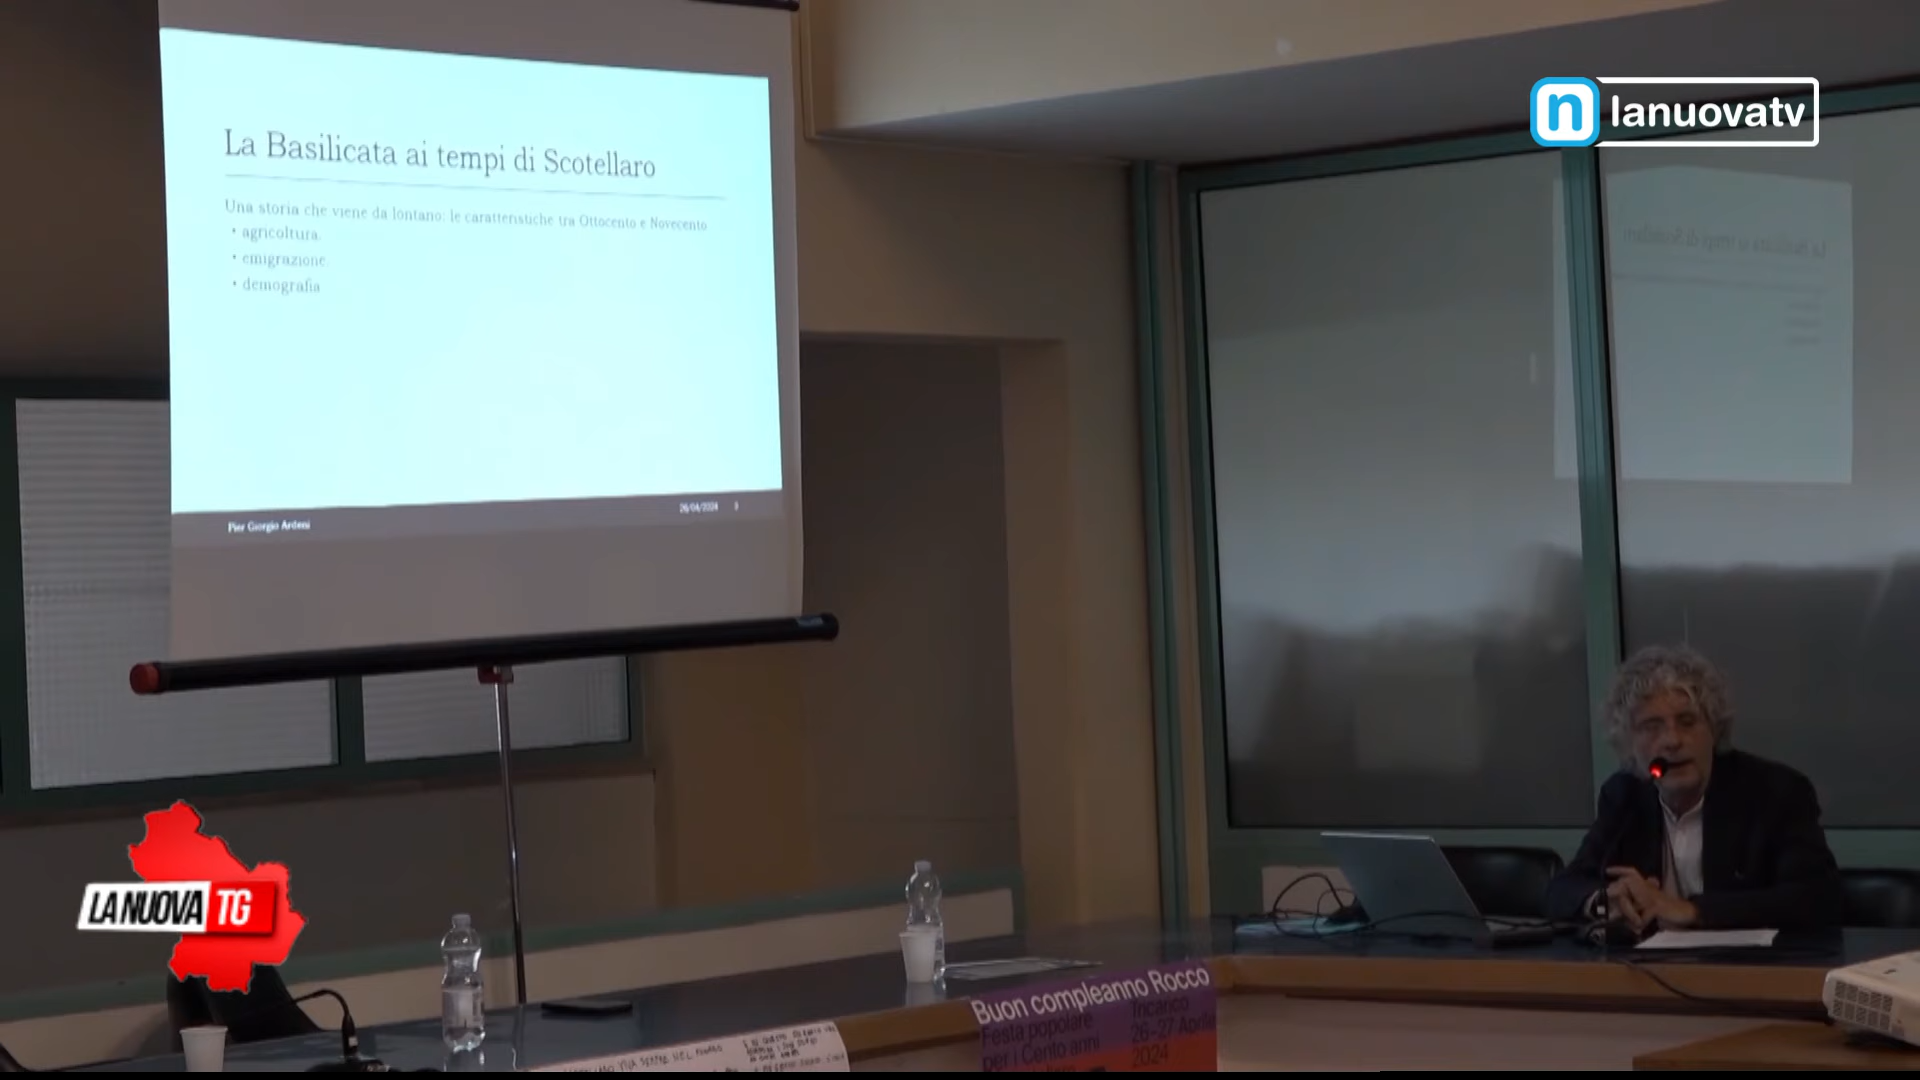 La Basilicata ai tempi di Scotellaro
Una storia che viene da lontano: le caratteristiche tra Ottocento e Novecento
• agricoltura.
• emigrazione.
• demografia
Pier Giorgio Ardeni
26/04/2024 3
n lanuovatv
LA NUOVA TG
Buon compleanno Rocco
Festa popolare
per i Cento anni
Tricarico
26-27 Aprile
2024